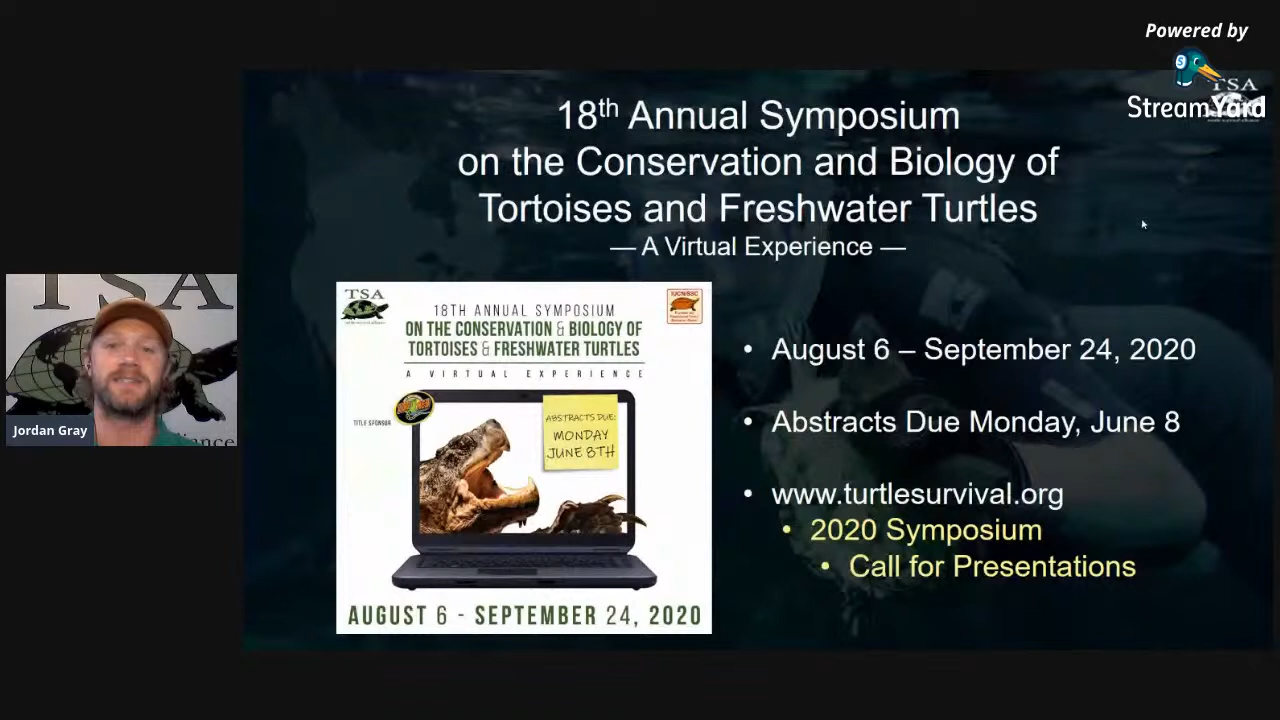 Powered by
StreamYard
TSA
18th Annual Symposium
on the Conservation and Biology of
Tortoises and Freshwater Turtles
— A Virtual Experience —
TSA
Jordan Gray
TSA
18TH ANNUAL SYMPOSIUM
ON THE CONSERVATION & BIOLOGY OF
TORTOISES & FRESHWATER TURTLES
A VIRTUAL EXPERIENCE
TITLE SPONSOR
ABSTRACTS DUE:
MONDAY
JUNE 8TH
AUGUST 6 - SEPTEMBER 24, 2020
• August 6 – September 24, 2020
• Abstracts Due Monday, June 8
• www.turtlesurvival.org
• 2020 Symposium
• Call for Presentations